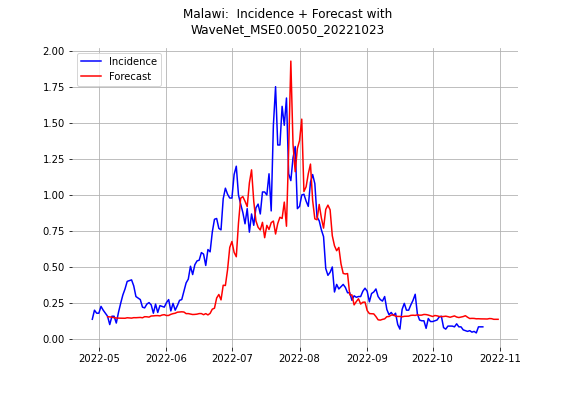 Malawi:  Incidence + Forecast with
WaveNet_MSE0.0050_20221023
Incidence
Forecast
2.00
1.75
1.50
1.25
1.00
0.75
0.50
0.25
0.00
2022-05 2022-06 2022-07 2022-08 2022-09 2022-10 2022-11